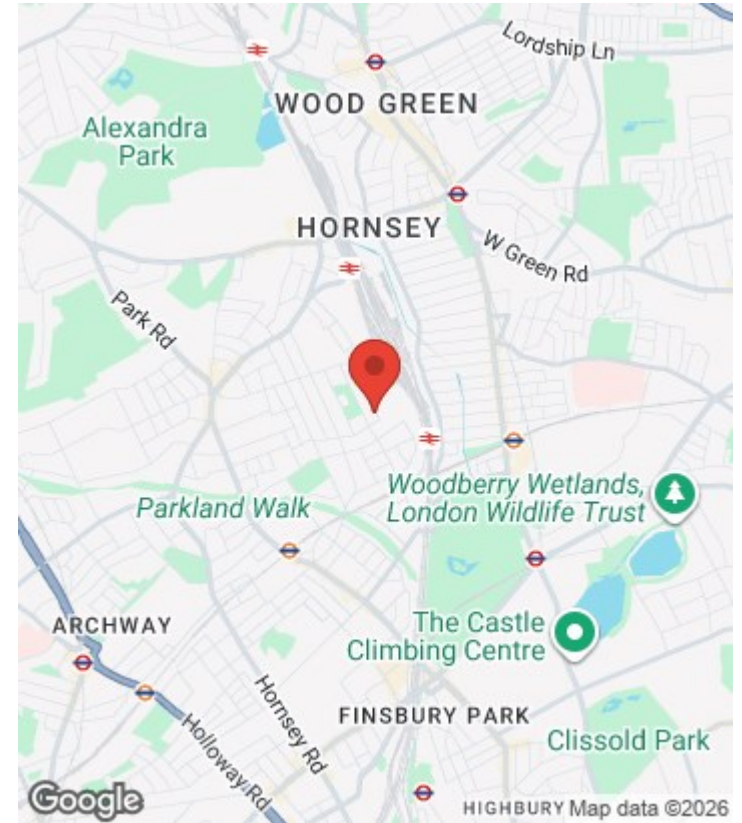 Lordship Ln
WOOD GREEN
Alexandra
Park
HORNSEY
W Green Rd
Park Rd
Woodberry Wetlands,
London Wildlife Trust
Parkland Walk
The Castle
Climbing Centre
ARCHWAY
Hornsey Rd
Holloway Rd
FINSBURY PARK
Clissold Park
Google
HIGHBURY Map data ©2026